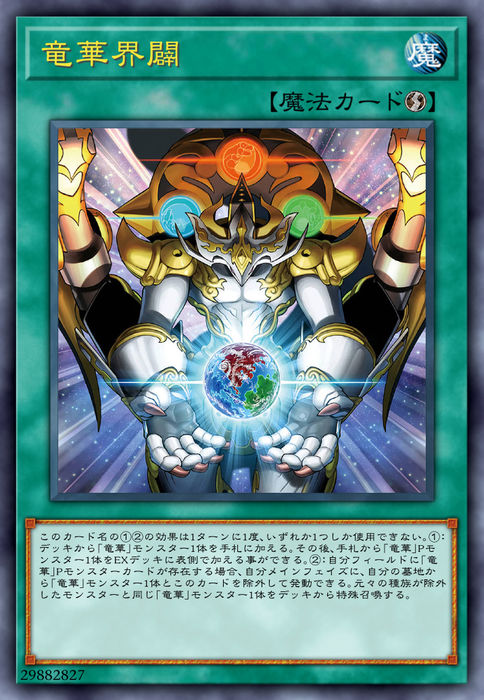 竜華界闢
魔
【魔法カード】
このカード名の①②の効果は1ターンに1度、いずれか1つしか使用できない。①:
デッキから「竜華」モンスター1体を手札に加える。その後、手札から「竜華」Pモ
ンスター1体をEXデッキに表側で加える事ができる。②:自分フィールドに「竜
華」Pモンスターカードが存在する場合、自分メインフェイズに、自分の墓地か
ら「竜華」モンスター1体とこのカードを除外して発動できる。元々の種族が除外
したモンスターと同じ「竜華」モンスター1体をデッキから特殊召喚する。
29882827